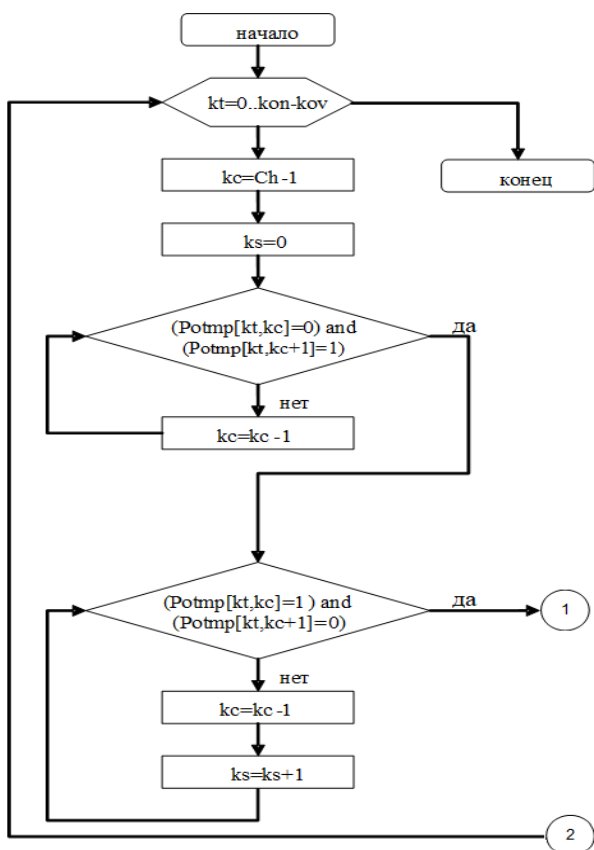 начало
kt=0..kon-kov
kc=Ch-1
конец
ks=0
(Potmp[kt,kc]=0) and
(Potmp[kt,kc+1]=1)
да
нет
kc=kc -1
(Potmp[kt,kc]=1 ) and
(Potmp[kt,kc+1]=0)
да
1
нет
kc=kc -1
ks=ks+1
2